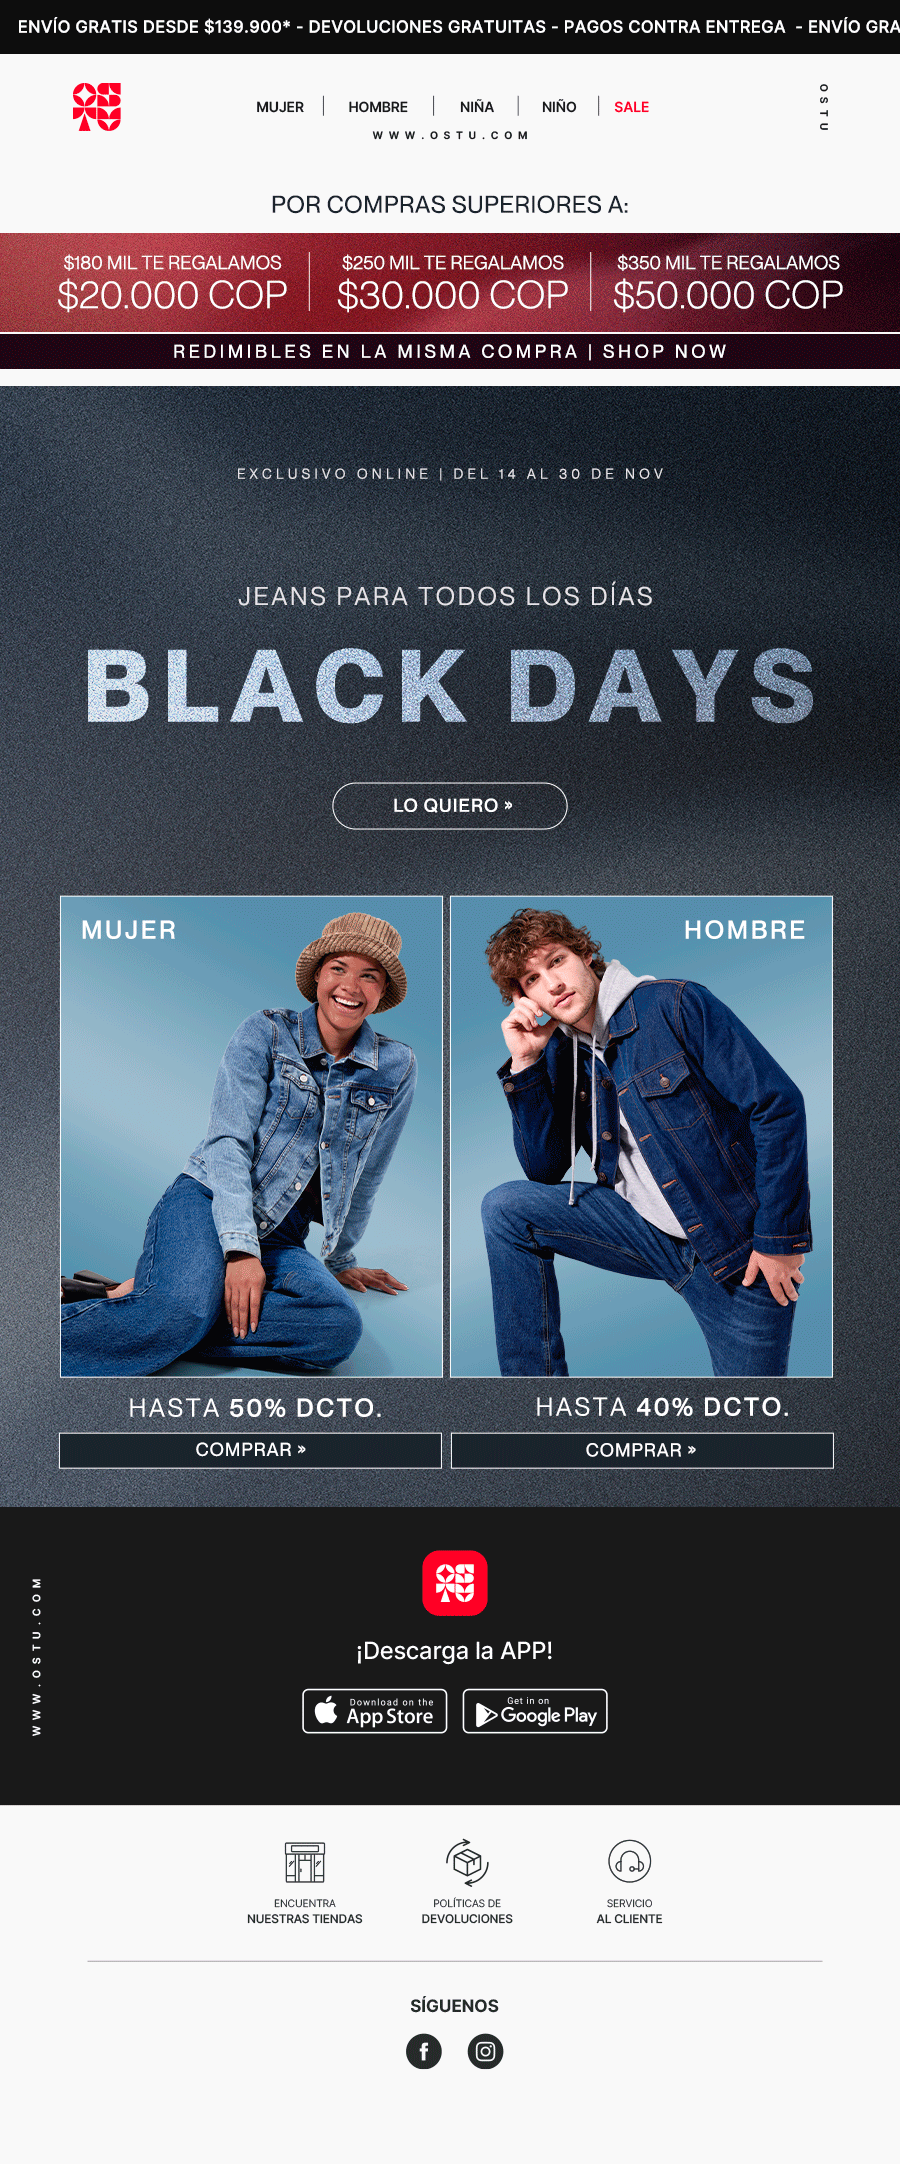 ENVÍO GRATIS DESDE $139.900* - DEVOLUCIONES GRATUITAS - PAGOS CONTRA ENTREGA - ENVÍO GRA
MUJER | HOMBRE | NIÑA | NIÑO | SALE
WWW.OSTU.COM
OSTU
POR COMPRAS SUPERIORES A:
$180 MIL TE REGALAMOS
$20.000 COP
$250 MIL TE REGALAMOS
$30.000 COP
$350 MIL TE REGALAMOS
$50.000 COP
REDIMIBLES EN LA MISMA COMPRA | SHOP NOW
EXCLUSIVO ONLINE | DEL 14 AL 30 DE NOV
JEANS PARA TODOS LOS DÍAS
BLACK DAYS
LO QUIERO »
MUJER
HOMBRE
HASTA 50% DCTO.
HASTA 40% DCTO.
COMPRAR »
COMPRAR »
WWW.OSTU.COM
OSTU
¡Descarga la APP!
Download on the
App Store
Get in on
Google Play
ENCUENTRA
NUESTRAS TIENDAS
POLÍTICAS DE
DEVOLUCIONES
SERVICIO
AL CLIENTE
SÍGUENOS